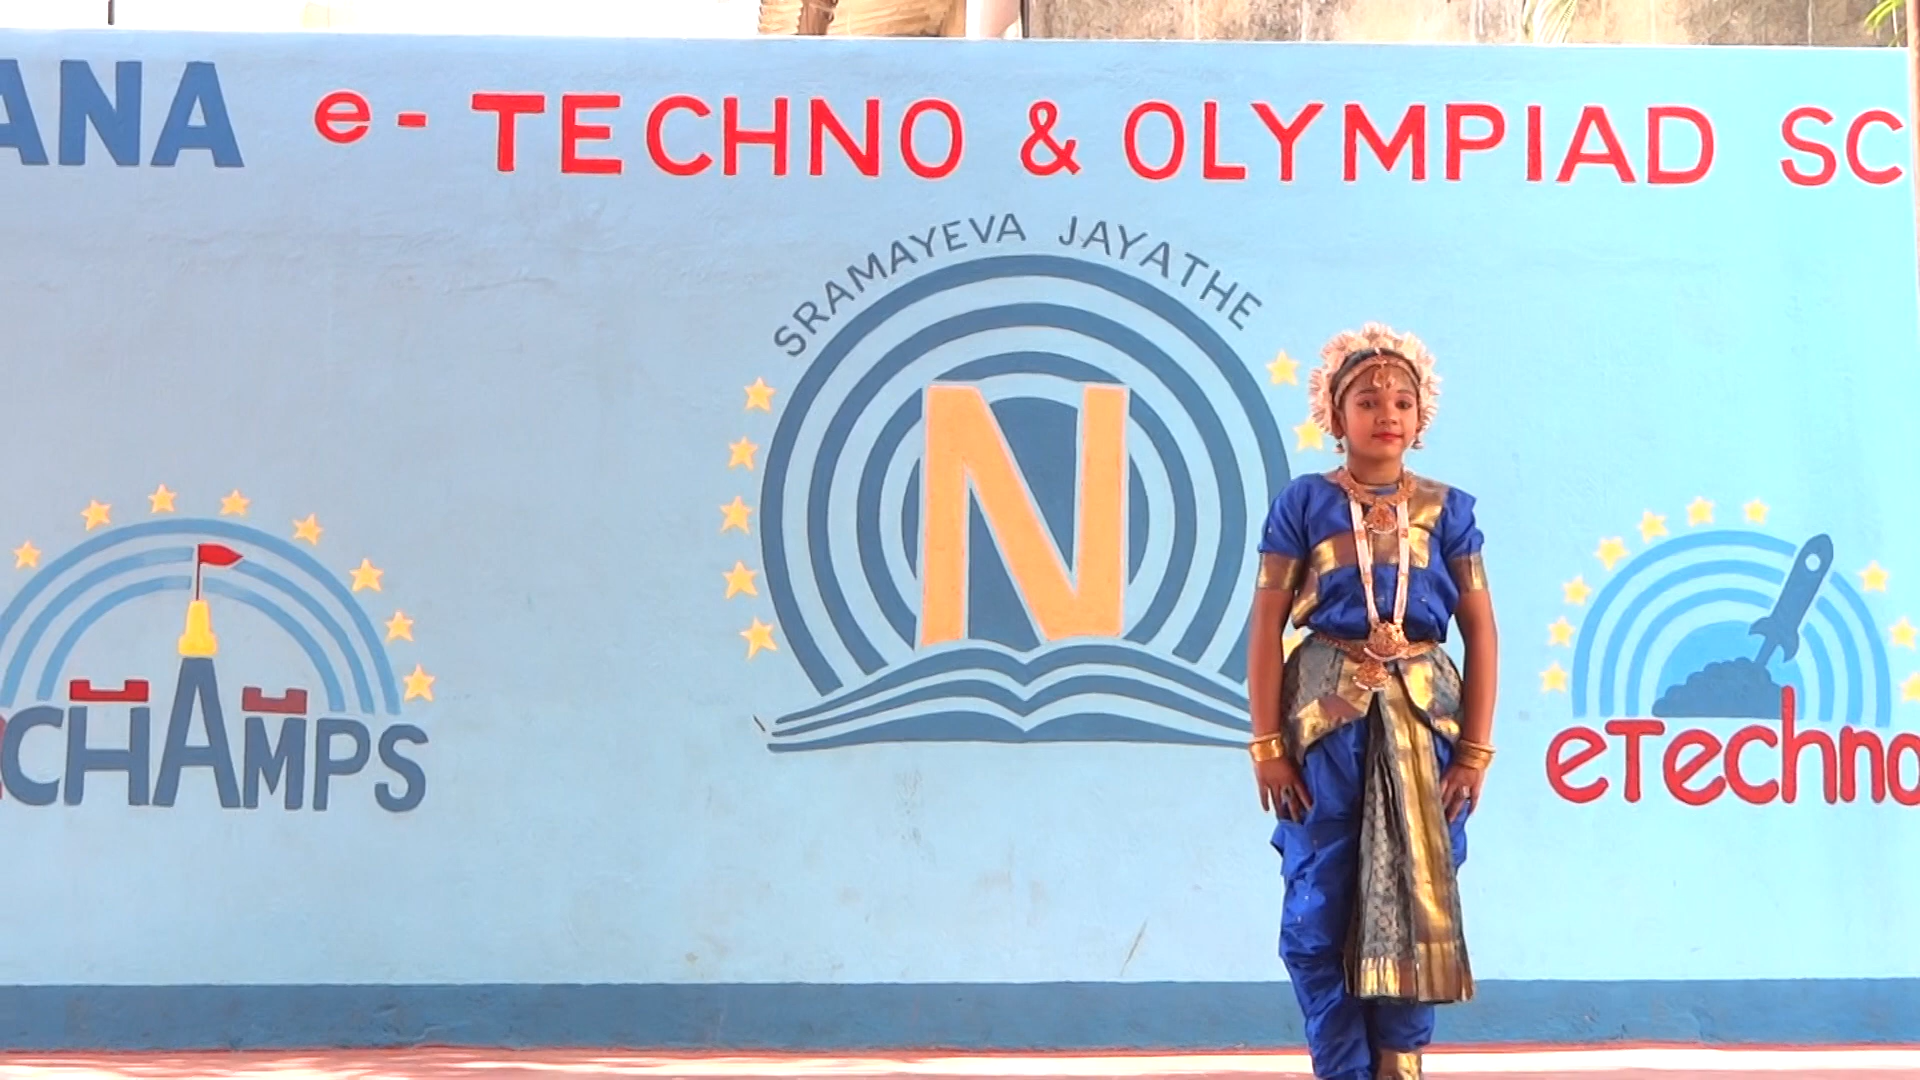 ANA e-TECHNO & OLYMPIAD SC
SRAMAYEVA JAYATHE
N
CHAMPS
eTechno